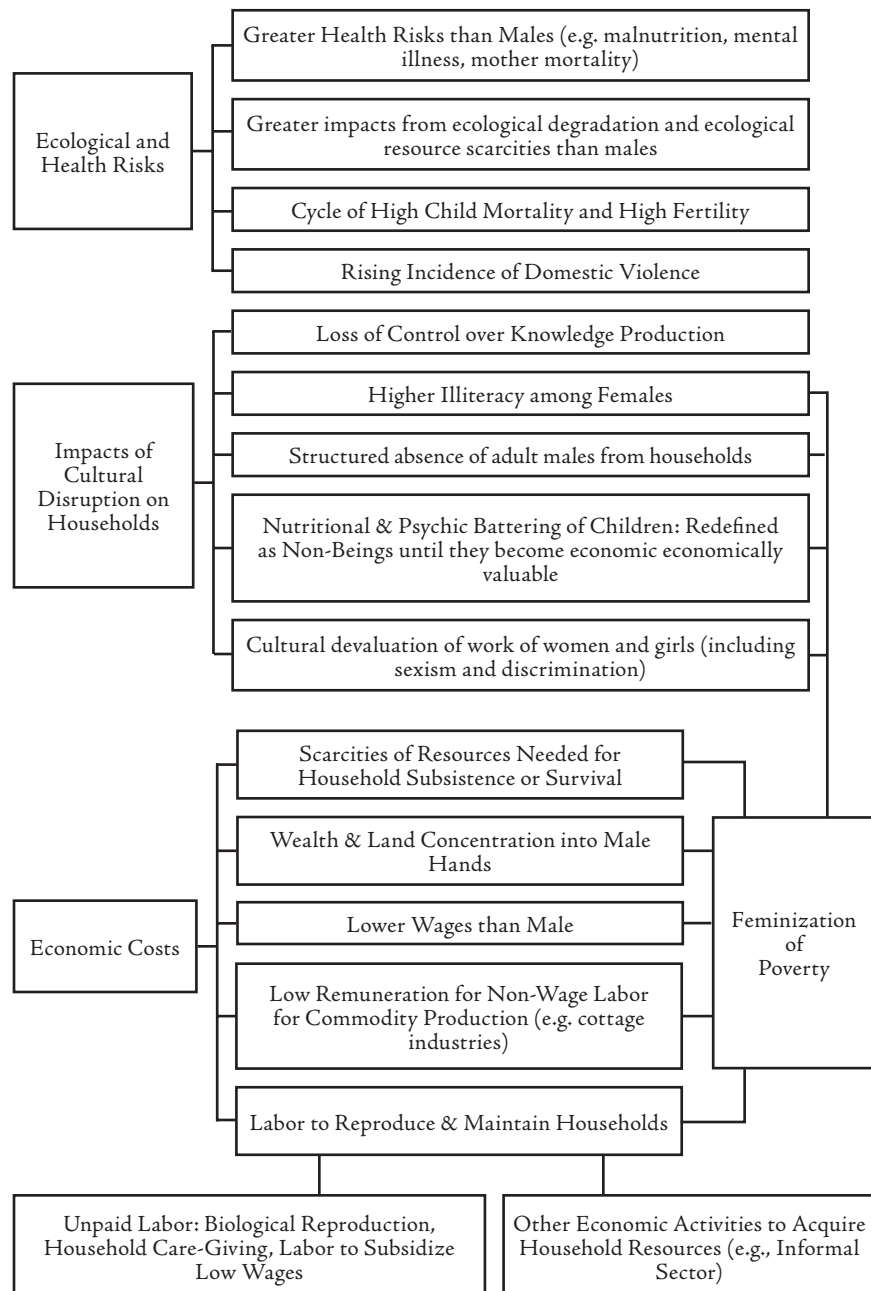 Ecological and
Health Risks
Greater Health Risks than Males (e.g. malnutrition, mental
illness, mother mortality)
Greater impacts from ecological degradation and ecological
resource scarcities than males
Cycle of High Child Mortality and High Fertility
Rising Incidence of Domestic Violence
Impacts of
Cultural
Disruption on
Households
Loss of Control over Knowledge Production
Higher Illiteracy among Females
Structured absence of adult males from households
Nutritional & Psychic Battering of Children: Redefined
as Non-Beings until they become economic economically
valuable
Cultural devaluation of work of women and girls (including
sexism and discrimination)
Economic Costs
Scarcities of Resources Needed for
Household Subsistence or Survival
Wealth & Land Concentration into Male
Hands
Lower Wages than Male
Low Remuneration for Non-Wage Labor
for Commodity Production (e.g. cottage
industries)
Labor to Reproduce & Maintain Households
Feminization
of
Poverty
Unpaid Labor: Biological Reproduction,
Household Care-Giving, Labor to Subsidize
Low Wages
Other Economic Activities to Acquire
Household Resources (e.g., Informal
Sector)